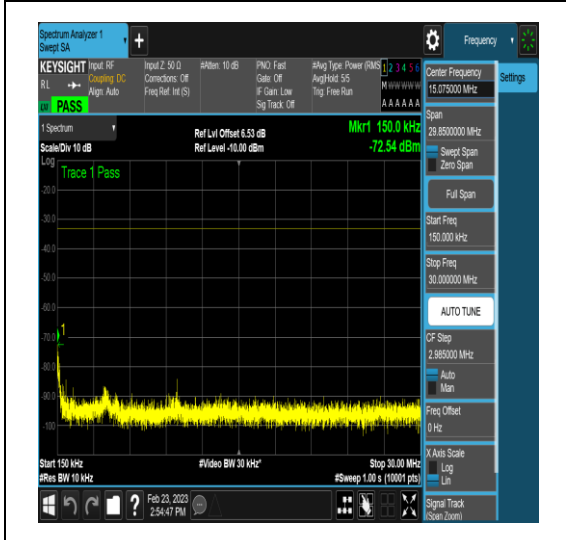 Spectrum Analyzer 1
Swept SA
Frequency
KEYSIGHT
RL
Input: RF
Coupling: DC
Align: Auto
Input Z: 50 Ω
Corrections: Off
Freq Ref: Int (S)
#Atten: 10 dB
PNO: Fast
Gate: Off
IF Gain: Low
Sig Track: Off
#Avg Type: Power (RMS
Avg|Hold: 5/5
Trig: Free Run
1 2 3 4 5 6
M W W W W W
A A A A A A
PASS
1 Spectrum
Scale/Div 10 dB
Ref Lvl Offset 6.53 dB
Ref Level -10.00 dBm
Mkr1 150.0 kHz
-72.54 dBm
Log
Trace 1 Pass
-20.0
-30.0
-40.0
-50.0
-60.0
-70.0
-80.0
-90.0
-100
1
Start 150 kHz
#Res BW 10 kHz
#Video BW 30 kHz*
Stop 30.00 MHz
#Sweep 1.00 s (10001 pts)
Feb 23, 2023
2:54:47 PM
Center Frequency
15.075000 MHz
Settings
Span
29.8500000 MHz
Swept Span
Zero Span
Full Span
Start Freq
150.000 kHz
Stop Freq
30.000000 MHz
AUTO TUNE
CF Step
2.985000 MHz
Auto
Man
Freq Offset
0 Hz
X Axis Scale
Log
Lin
Signal Track
(Span Zoom)